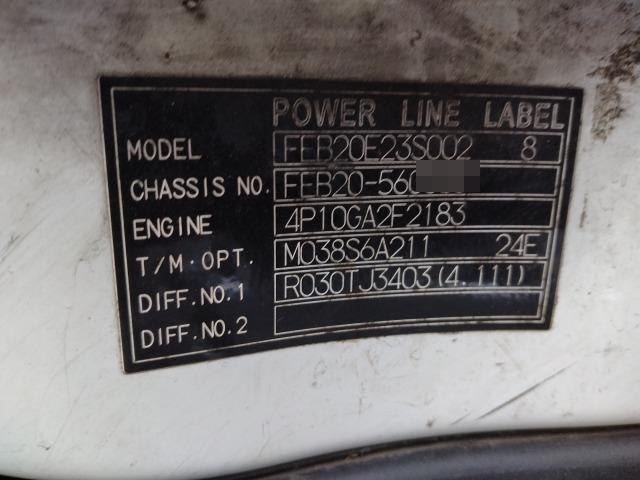 POWER LINE LABEL
MODEL FEB20E23S002 8
CHASSIS NO. FEB20-560
ENGINE 4P10GA2F2183
T/M·OPT. M038S6A211 24E
DIFF.NO.1 R030TJ3403(4.111)
DIFF.NO.2